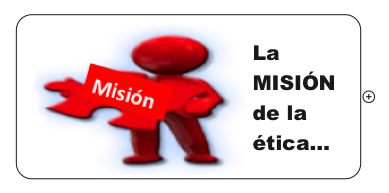 Misión
La
MISIÓN
de la
ética...